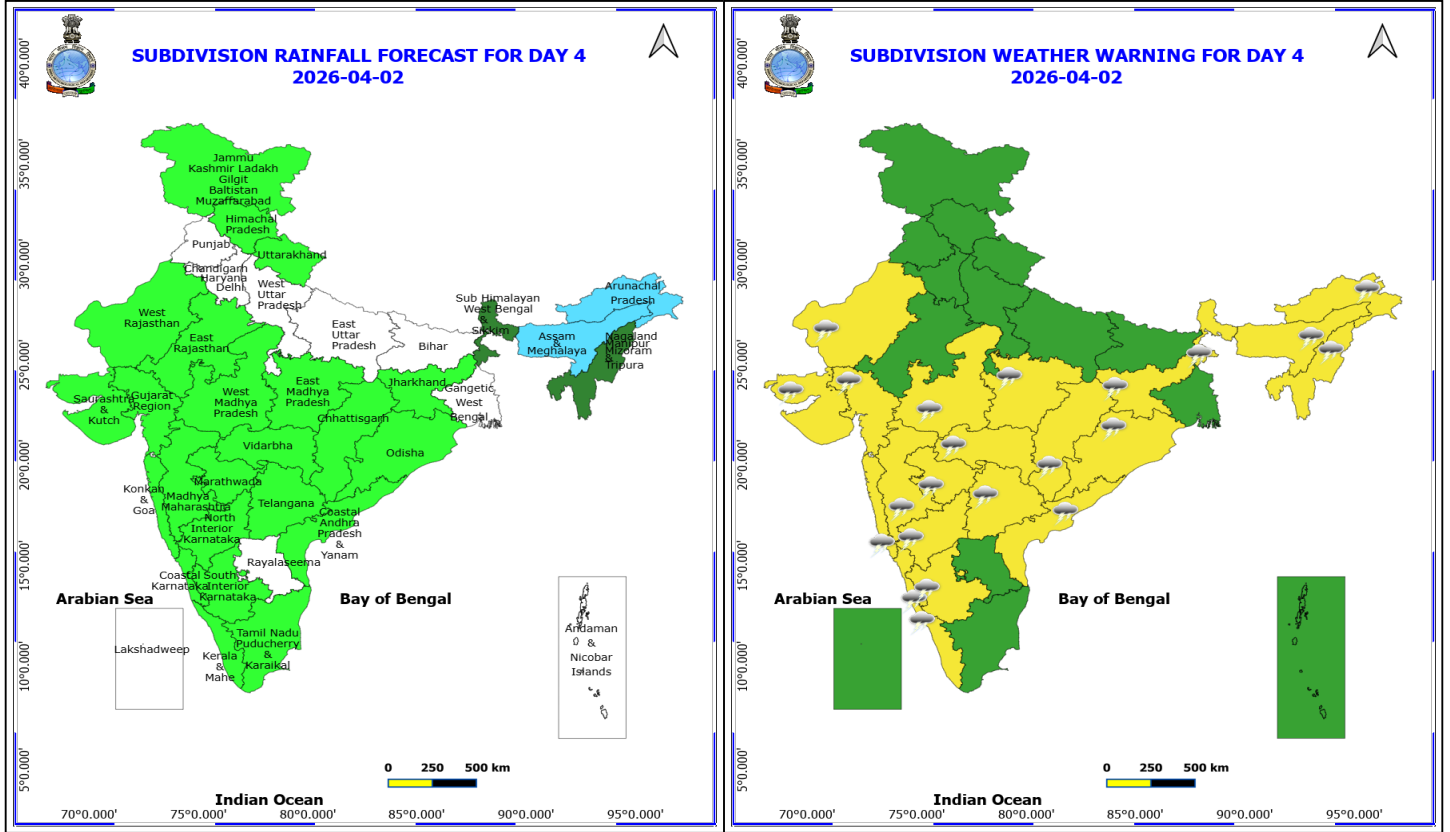 SUBDIVISION RAINFALL FORECAST FOR DAY 4
2026-04-02
40°0.000'
35°0.000'
30°0.000'
25°0.000'
20°0.000'
15°0.000'
10°0.000'
5°0.000'
Jammu
Kashmir Ladakh
Gilgit
Baltistan
Muzaffarabad
Himachal
Pradesh
Punjab
Uttarakhand
Chandigarh
Haryana
Delhi
West
Uttar
Pradesh
West
Rajasthan
East
Rajasthan
East
Uttar
Pradesh
Bihar
Sub Himalayan
West Bengal
&
Sikkim
Arunachal
Pradesh
Assam
&
Meghalaya
Nagaland
Manipur
Mizoram
&
Tripura
Saurashtra
&
Kutch
Gujarat
Region
West
Madhya
Pradesh
East
Madhya
Pradesh
Jharkhand
Gangetic
West
Bengal
Chhattisgarh
Vidarbha
Odisha
Konkan
&
Goa
Marathwada
Madhya
Maharashtra
Telangana
North
Interior
Karnataka
Coastal
Andhra
Pradesh
&
Yanam
Rayalaseema
Coastal
Karnataka
South
Interior
Karnataka
Arabian Sea
Bay of Bengal
Lakshadweep
Tamil Nadu
Puducherry
&
Karaikal
Kerala
&
Mahe
Andaman
&
Nicobar
Islands
0 250 500 km
Indian Ocean
70°0.000' 75°0.000' 80°0.000' 85°0.000' 90°0.000' 95°0.000'
SUBDIVISION WEATHER WARNING FOR DAY 4
2026-04-02
40°0.000'
35°0.000'
30°0.000'
25°0.000'
20°0.000'
15°0.000'
10°0.000'
5°0.000'
Arabian Sea
Bay of Bengal
0 250 500 km
Indian Ocean
70°0.000' 75°0.000' 80°0.000' 85°0.000' 90°0.000' 95°0.000'